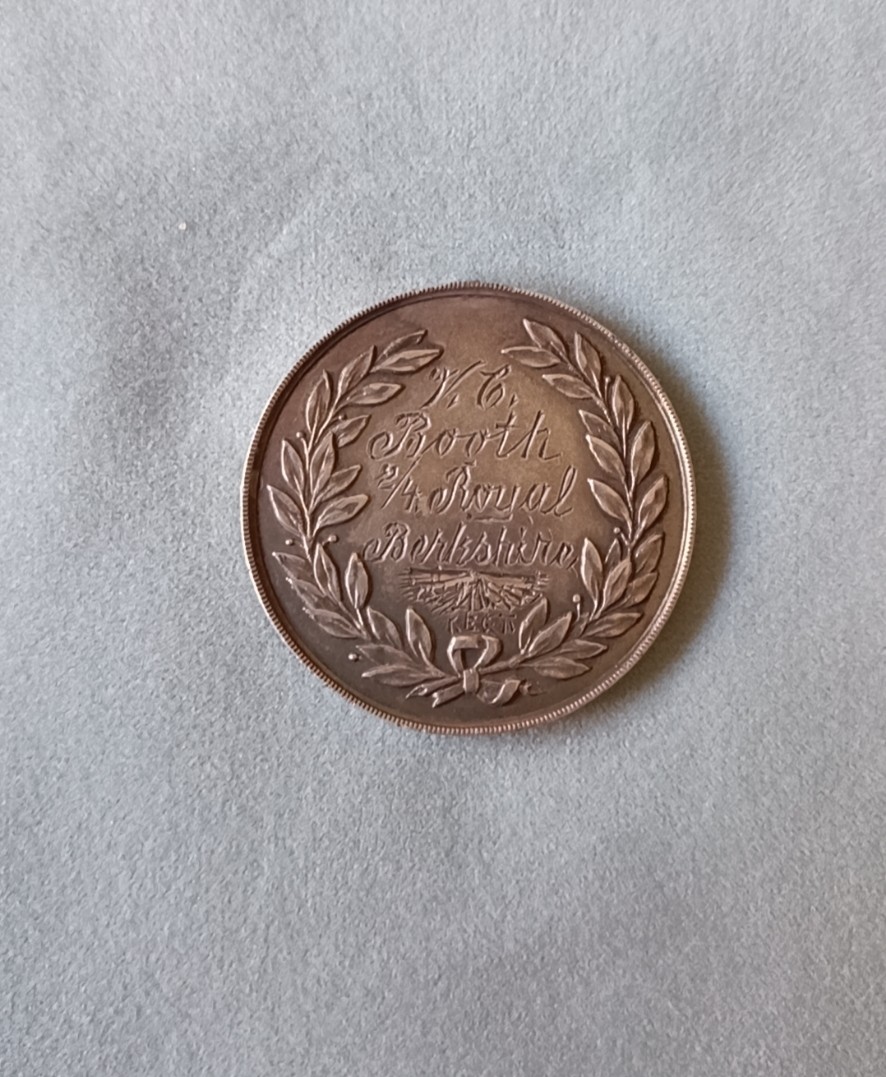 V. C.
Booth
2/4. Royal
Berkshire
REGT